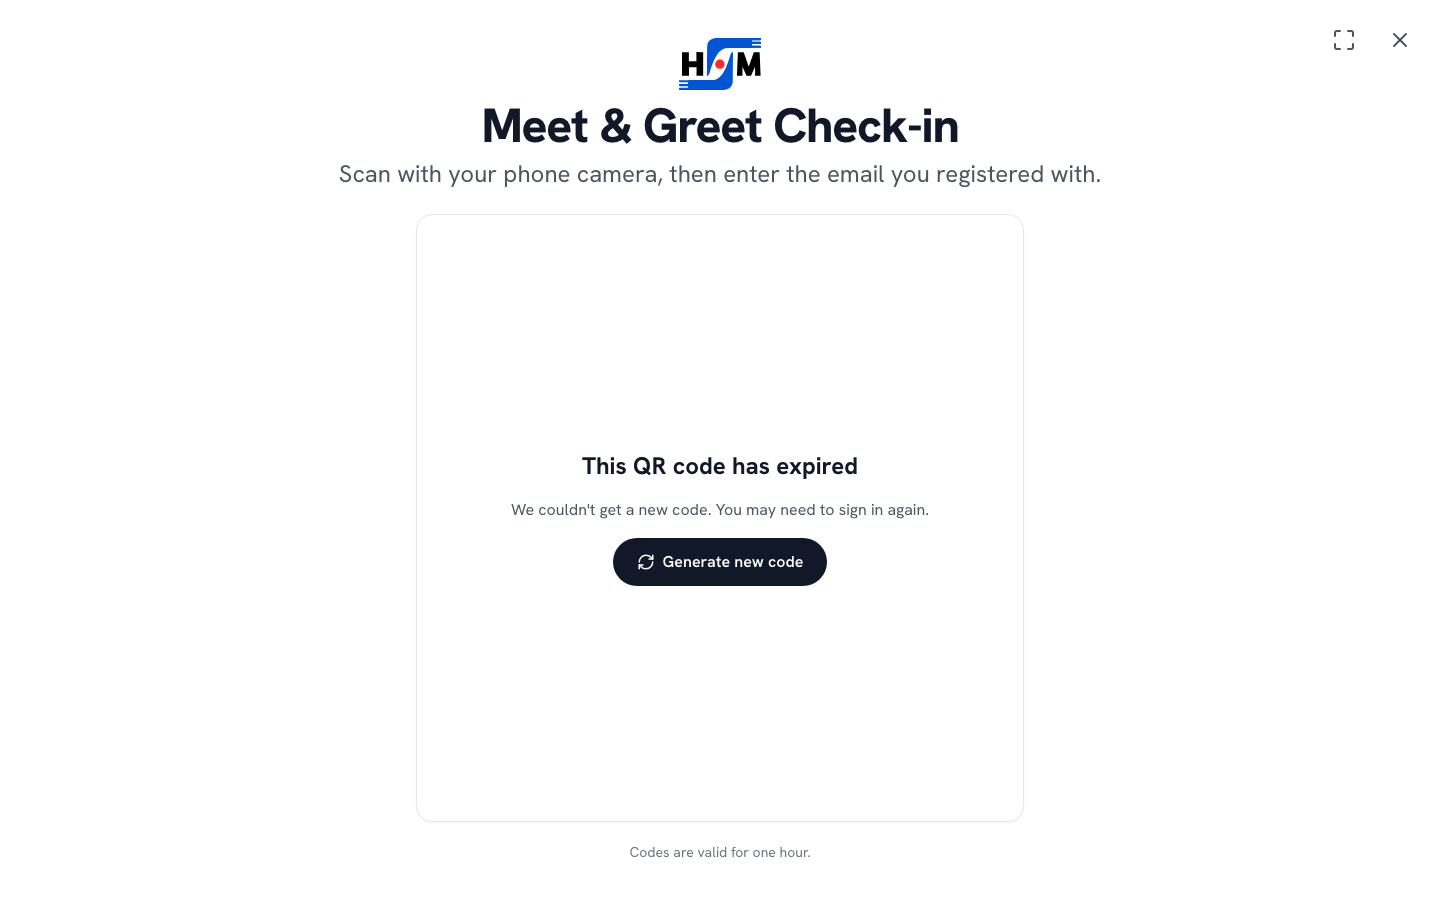 HSM
Meet & Greet Check-in
Scan with your phone camera, then enter the email you registered with.
This QR code has expired
We couldn't get a new code. You may need to sign in again.
Generate new code
Codes are valid for one hour.